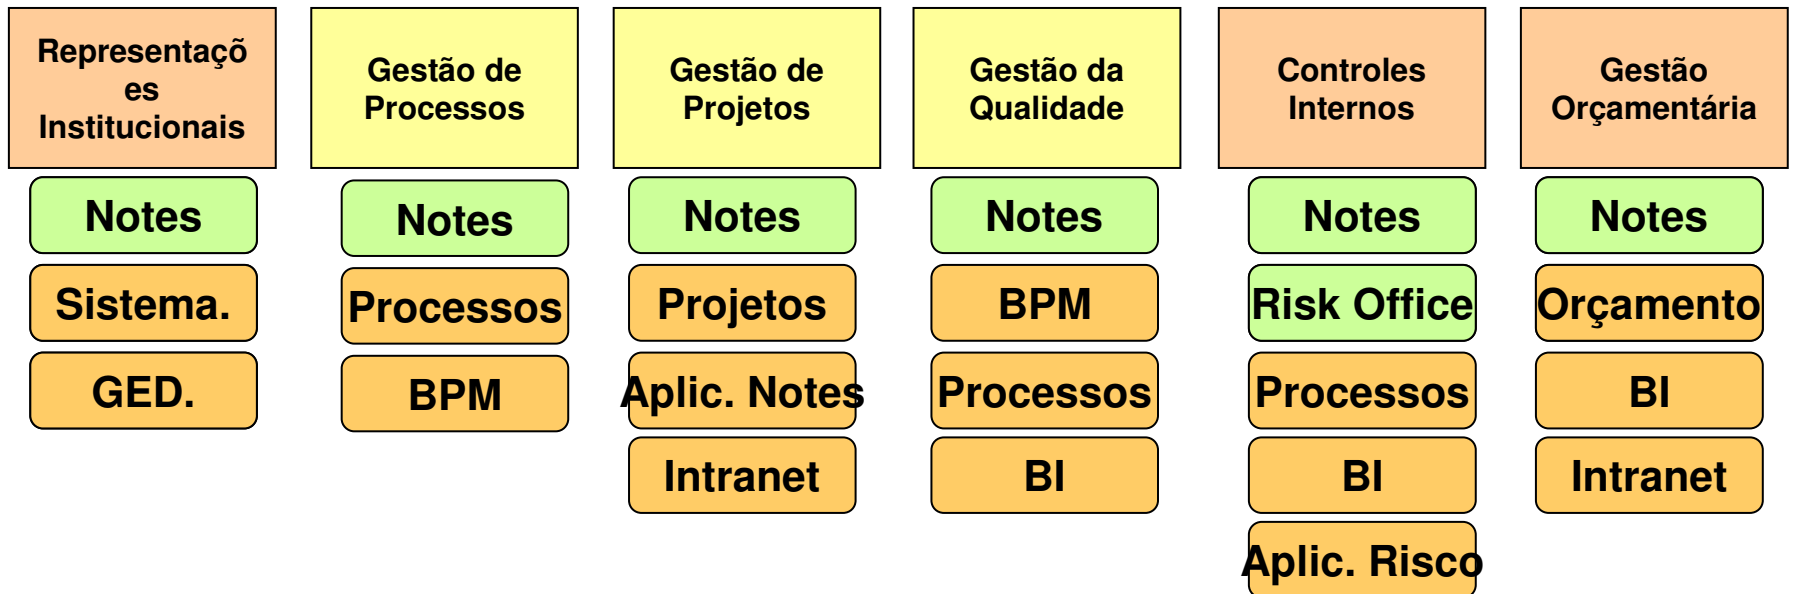 Representaçõ
es
Institucionais
Gestão de
Processos
Gestão de
Projetos
Gestão da
Qualidade
Controles
Internos
Gestão
Orçamentária
Notes
Sistema.
GED.
Notes
Processos
BPM
Notes
Projetos
Aplic. Notes
Intranet
Notes
BPM
Processos
BI
Notes
Risk Office
Processos
BI
Aplic. Risco
Notes
Orçamento
BI
Intranet